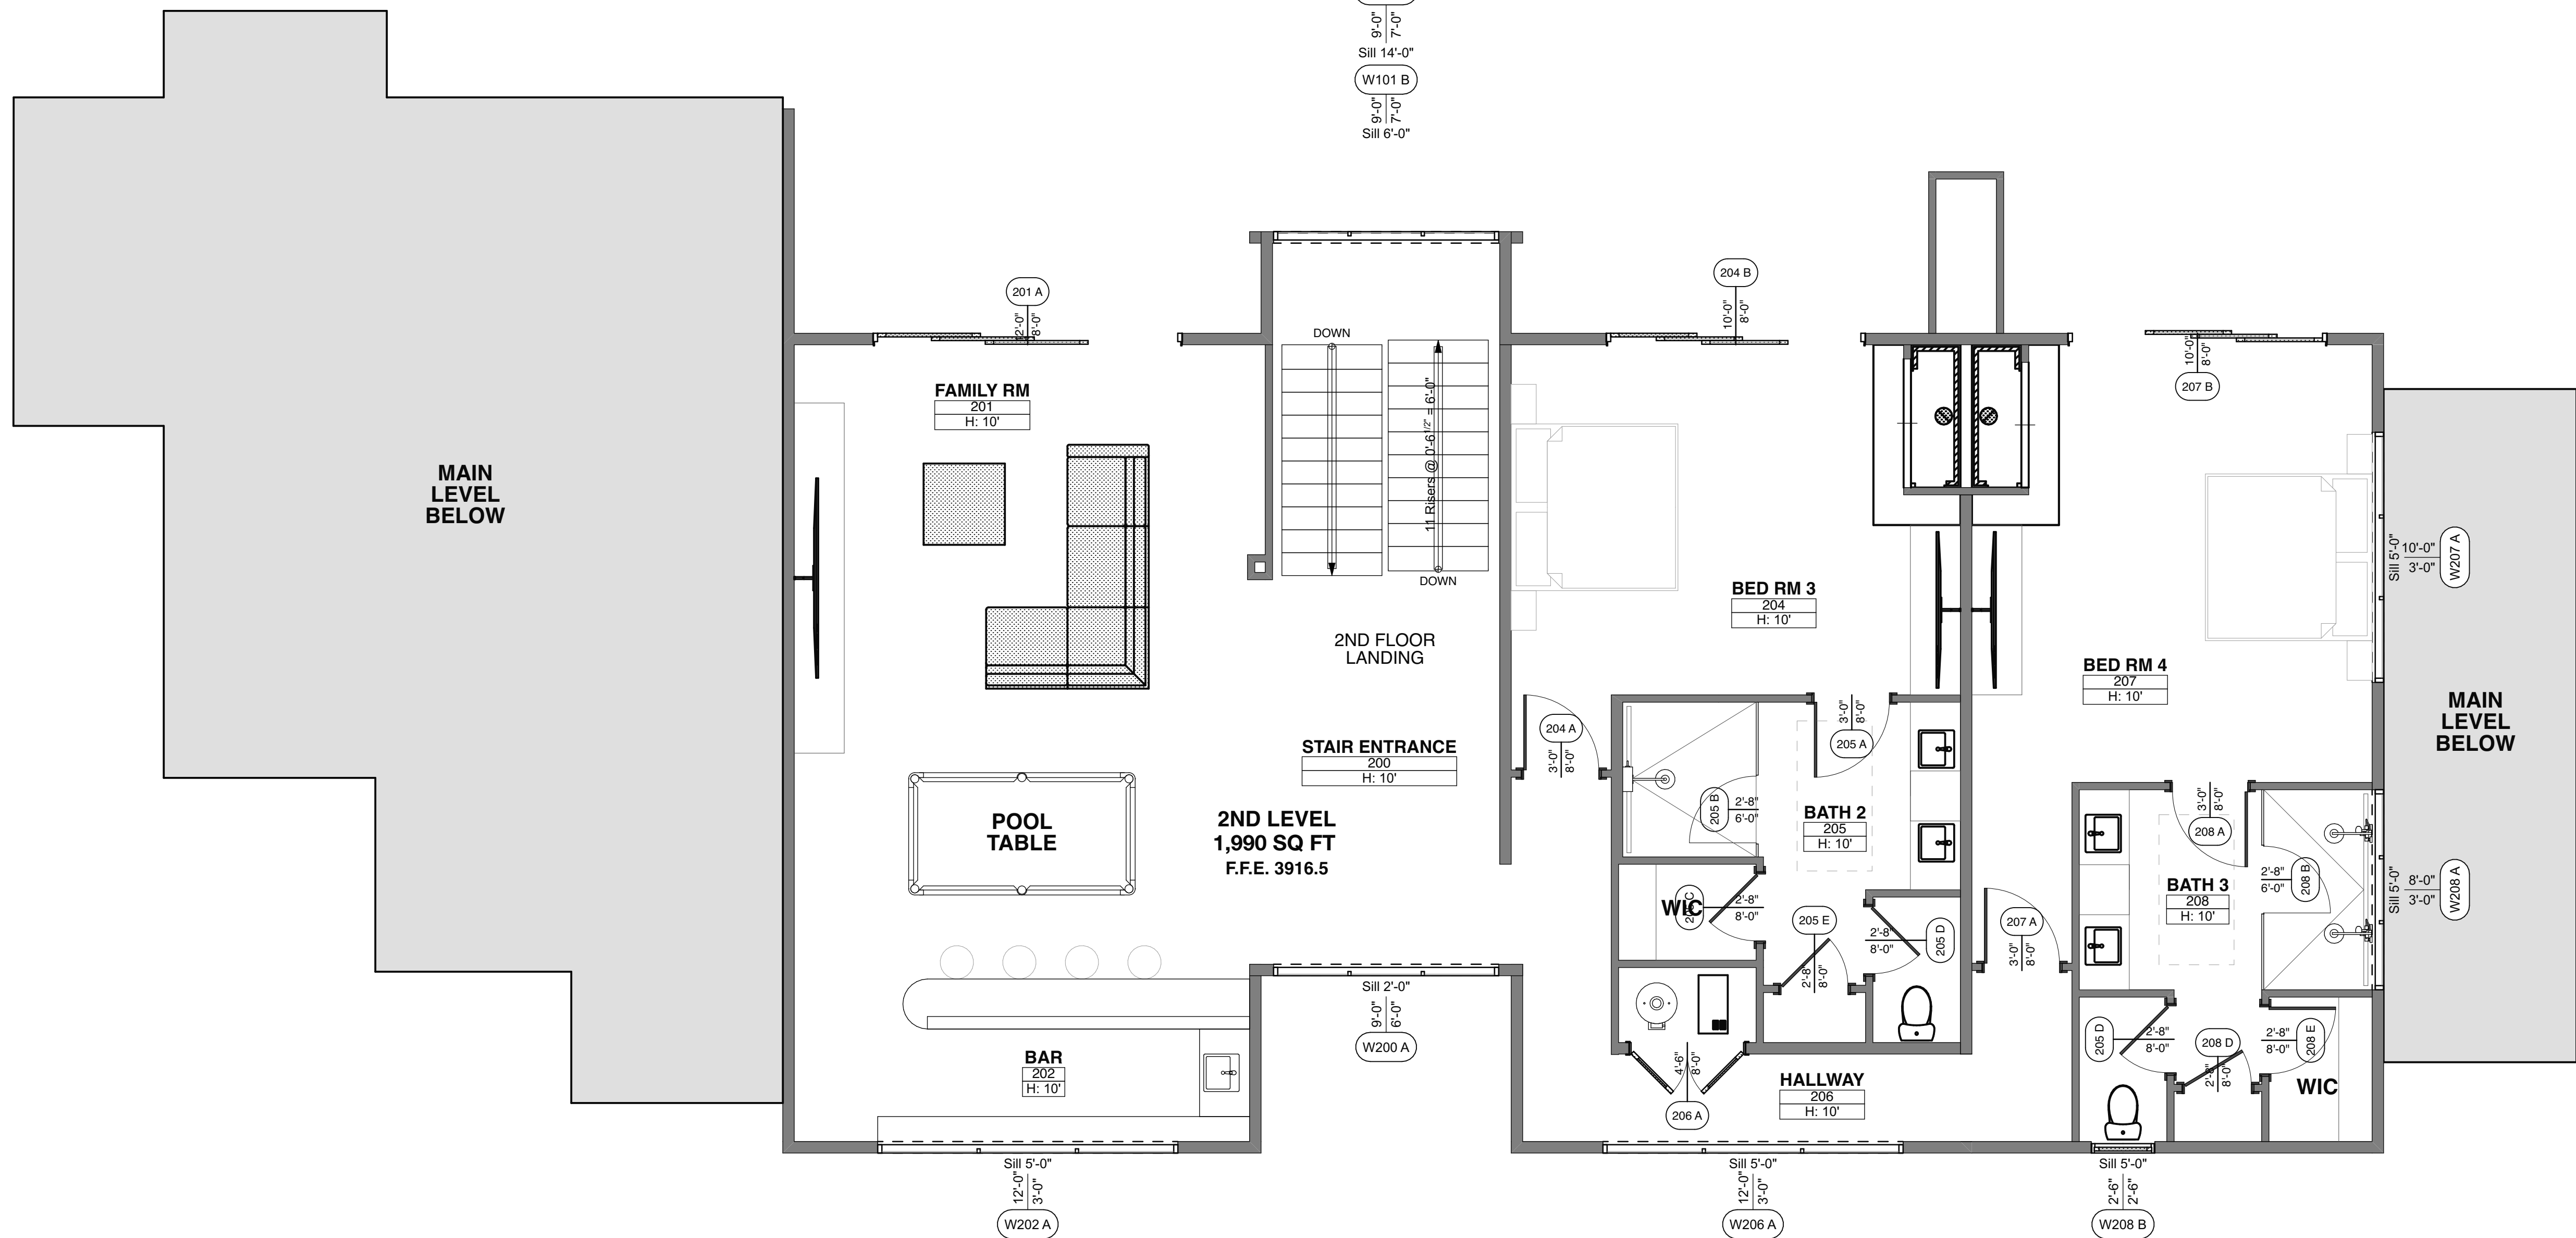 9'-0"
7'-0"
Sill 14'-0"
W101 B
9'-0"
7'-0"
Sill 6'-0"
201 A
2'-0"
8'-0"
204 B
10'-0"
8'-0"
10'-0"
8'-0"
207 B
DOWN
11 Risers @ 0'-6 1/2" = 6'-0"
DOWN
FAMILY RM
201
H: 10'
MAIN
LEVEL
BELOW
BED RM 3
204
H: 10'
2ND FLOOR
LANDING
Sill 5'-0"
10'-0"
3'-0"
W207 A
BED RM 4
207
H: 10'
MAIN
LEVEL
BELOW
STAIR ENTRANCE
200
H: 10'
204 A
3'-0"
8'-0"
3'-0"
8'-0"
205 A
205 B
2'-8"
6'-0"
BATH 2
205
H: 10'
POOL
TABLE
2ND LEVEL
1,990 SQ FT
F.F.E. 3916.5
3'-0"
8'-0"
208 A
2'-8"
6'-0"
208 B
BATH 3
208
H: 10'
Sill 5'-0"
8'-0"
3'-0"
W208 A
WIC
2'-8"
8'-0"
205 E
2'-8"
8'-0"
2'-8"
8'-0"
205 D
207 A
3'-0"
8'-0"
Sill 2'-0"
9'-0"
6'-0"
W200 A
BAR
202
H: 10'
4'-6"
8'-0"
206 A
HALLWAY
206
H: 10'
205 D
2'-8"
8'-0"
208 D
2'-8"
8'-0"
2'-8"
8'-0"
208 E
WIC
Sill 5'-0"
12'-0"
3'-0"
W202 A
Sill 5'-0"
12'-0"
3'-0"
W206 A
Sill 5'-0"
2'-6"
2'-6"
W208 B